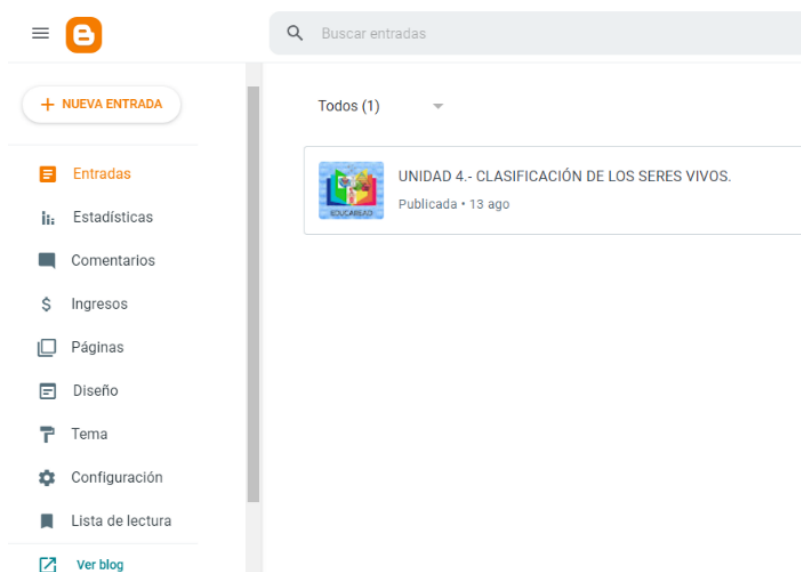 Buscar entradas
NUEVA ENTRADA
Entradas
Estadísticas
Comentarios
Ingresos
Páginas
Diseño
Tema
Configuración
Lista de lectura
Ver blog
Todos (1)
UNIDAD 4.- CLASIFICACIÓN DE LOS SERES VIVOS.
Publicada • 13 ago